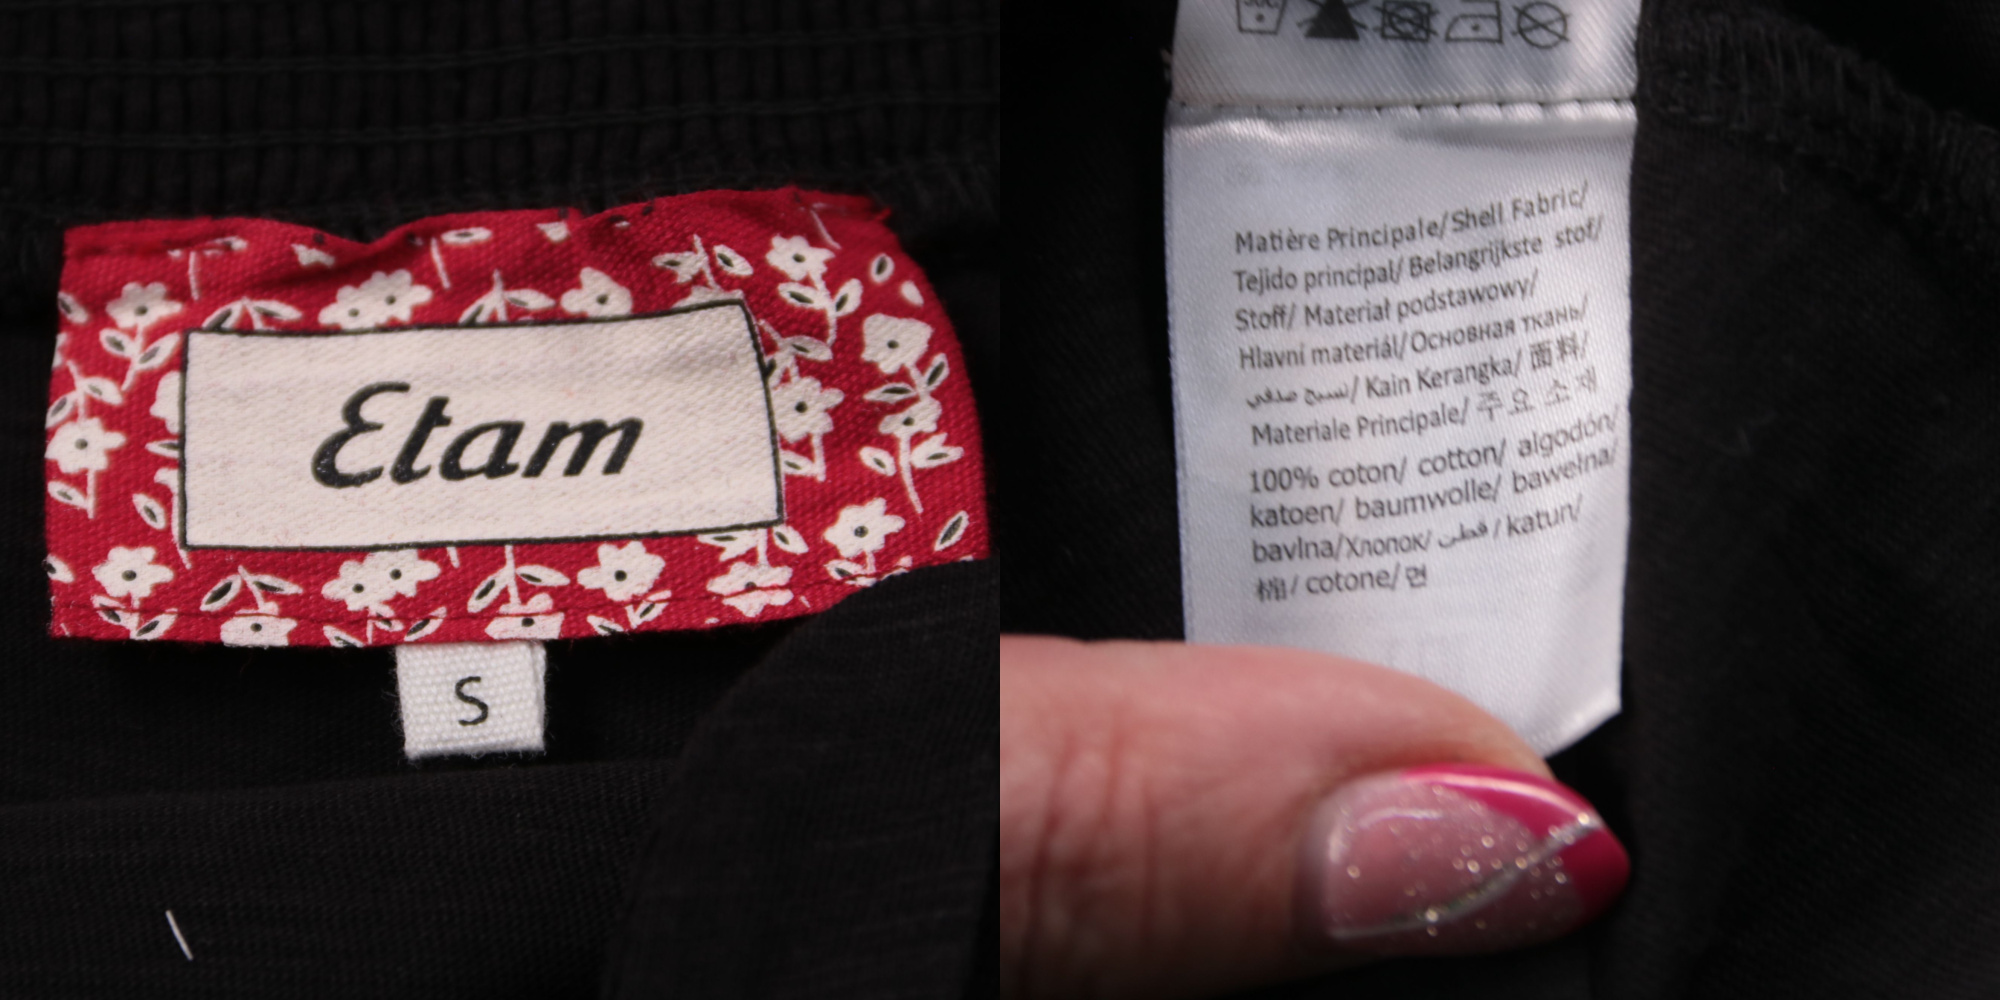 Etam
S
30C
Matière Principale/Shell Fabric/
Tejido principal/ Belangrijkste stof/
Stoff/ Materiał podstawowy/
Hlavní materiál/Основная ткань/
نسيج صدفي/ Kain Kerangka/ 面料/
Materiale Principale/ 주요 소재
100% coton/ cotton/ algodón/
katoen/ baumwolle/ bawełna/
bavlna/Хлопок/ قطن / katun/
棉/ cotone/ 면